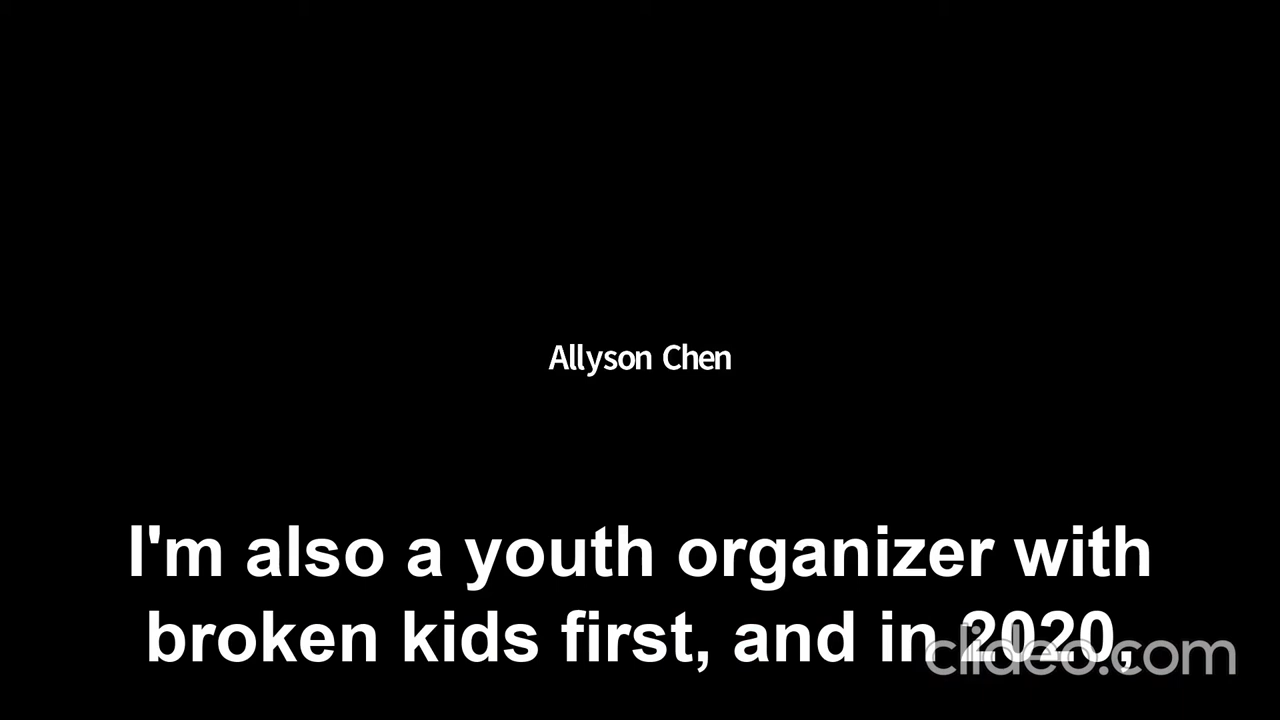 Allyson Chen
I'm also a youth organizer with
broken kids first, and in 2020,
clideo.com